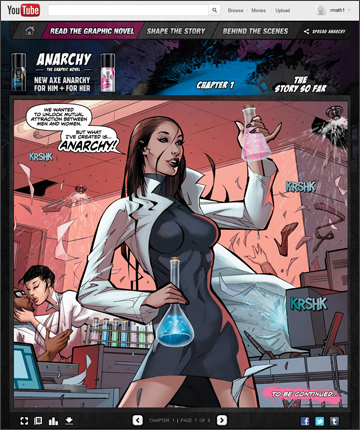 You Tube
Browse
Movies
Upload
rmath1
READ THE GRAPHIC NOVEL
SHAPE THE STORY
BEHIND THE SCENES
SPREAD ANARCHY
ANARCHY
THE GRAPHIC NOVEL
NEW AXE ANARCHY
FOR HIM + FOR HER
CHAPTER 1
THE
STORY SO FAR
WE WANTED
TO UNLOCK MUTUAL
ATTRACTION BETWEEN
MEN AND WOMEN.
BUT WHAT
I'VE CREATED IS...
ANARCHY!
KRSHK
KRSHK
KRSHK
TO BE CONTINUED...
CHAPTER 1 | PAGE 7 OF